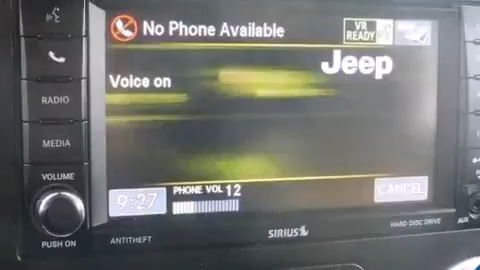 No Phone Available
VR READY
Jeep
Voice on
RADIO
MEDIA
VOLUME
PUSH ON
9:27
PHONE VOL 12
CANCEL
ANTITHEFT
SIRIUS
HARD DISC DRIVE
AUX